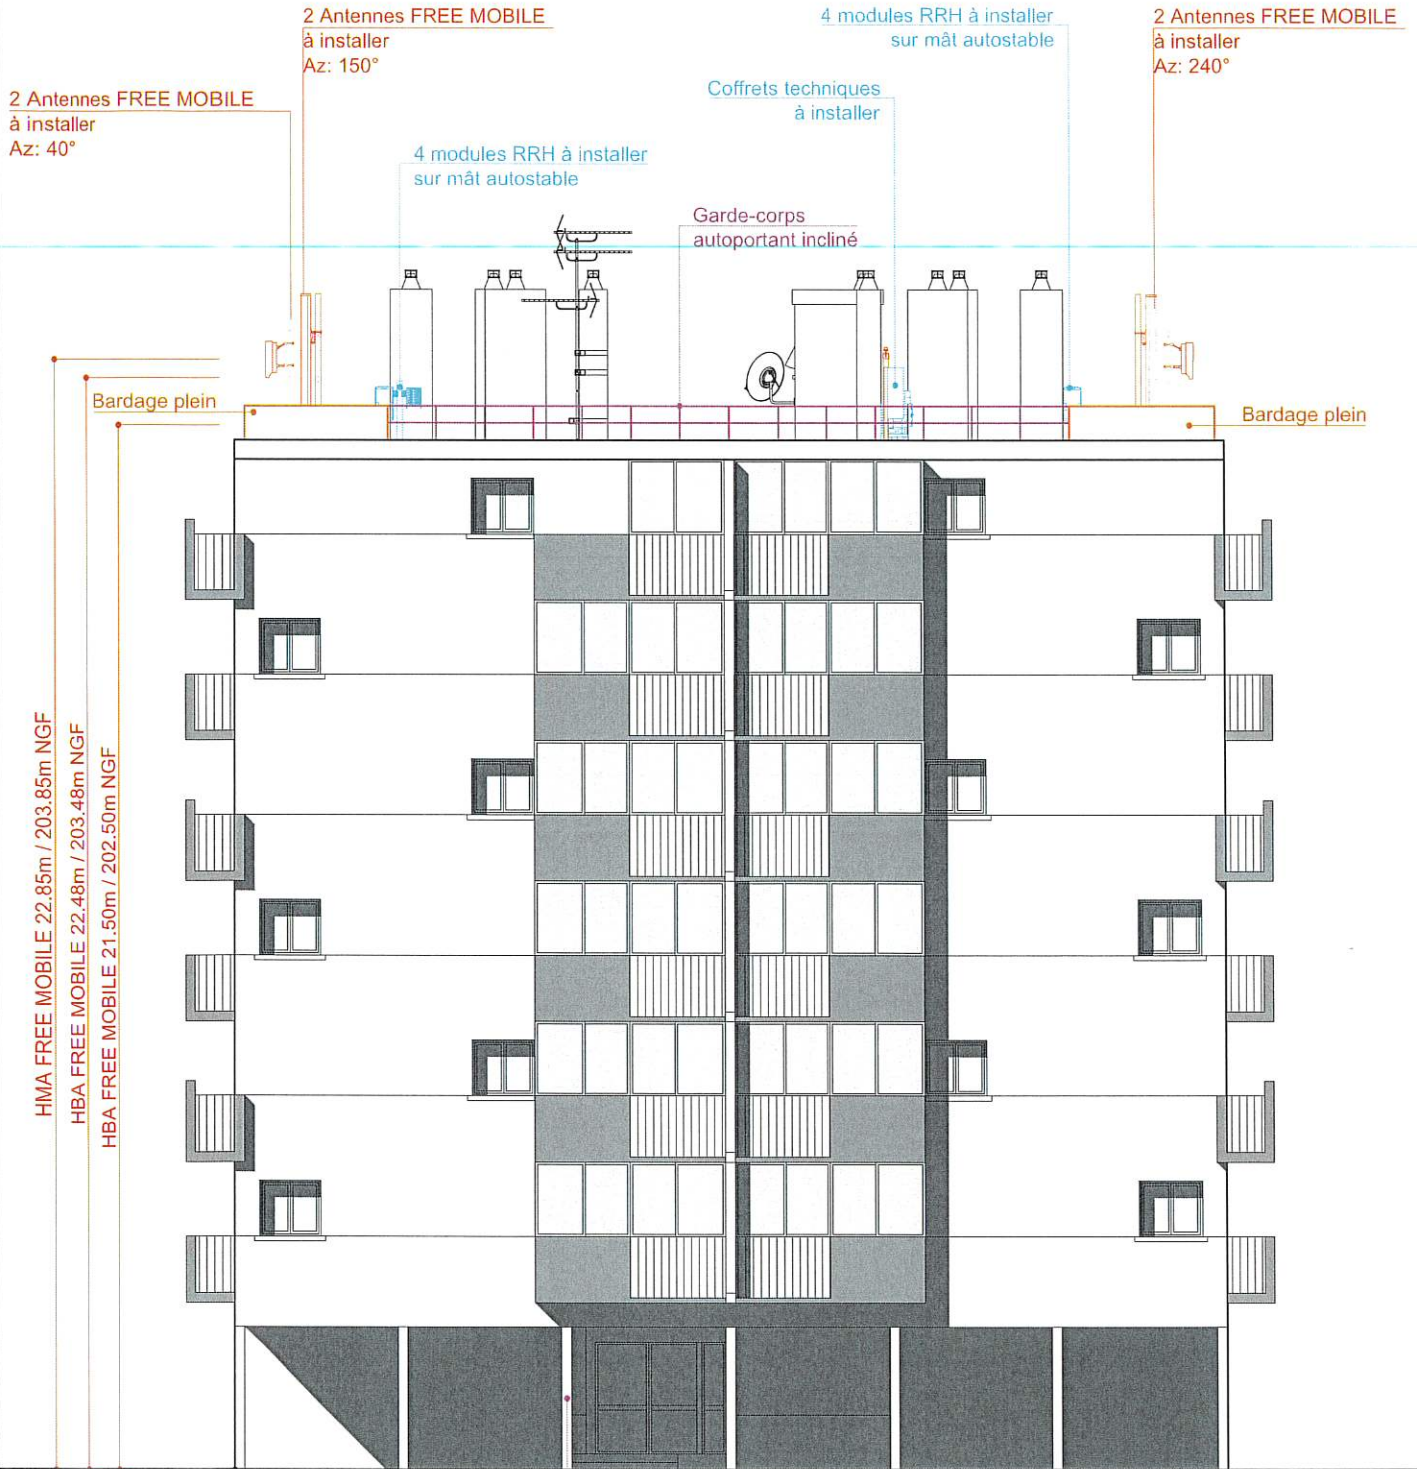 2 Antennes FREE MOBILE
à installer
Az: 150°
4 modules RRH à installer
sur mât autostable
2 Antennes FREE MOBILE
à installer
Az: 240°
2 Antennes FREE MOBILE
à installer
Az: 40°
Coffrets techniques
à installer
4 modules RRH à installer
sur mât autostable
Garde-corps
autoportant incliné
Bardage plein
Bardage plein
HMA FREE MOBILE 22.85m / 203.85m NGF
HBA FREE MOBILE 22.48m / 203.48m NGF
HBA FREE MOBILE 21.50m / 202.50m NGF